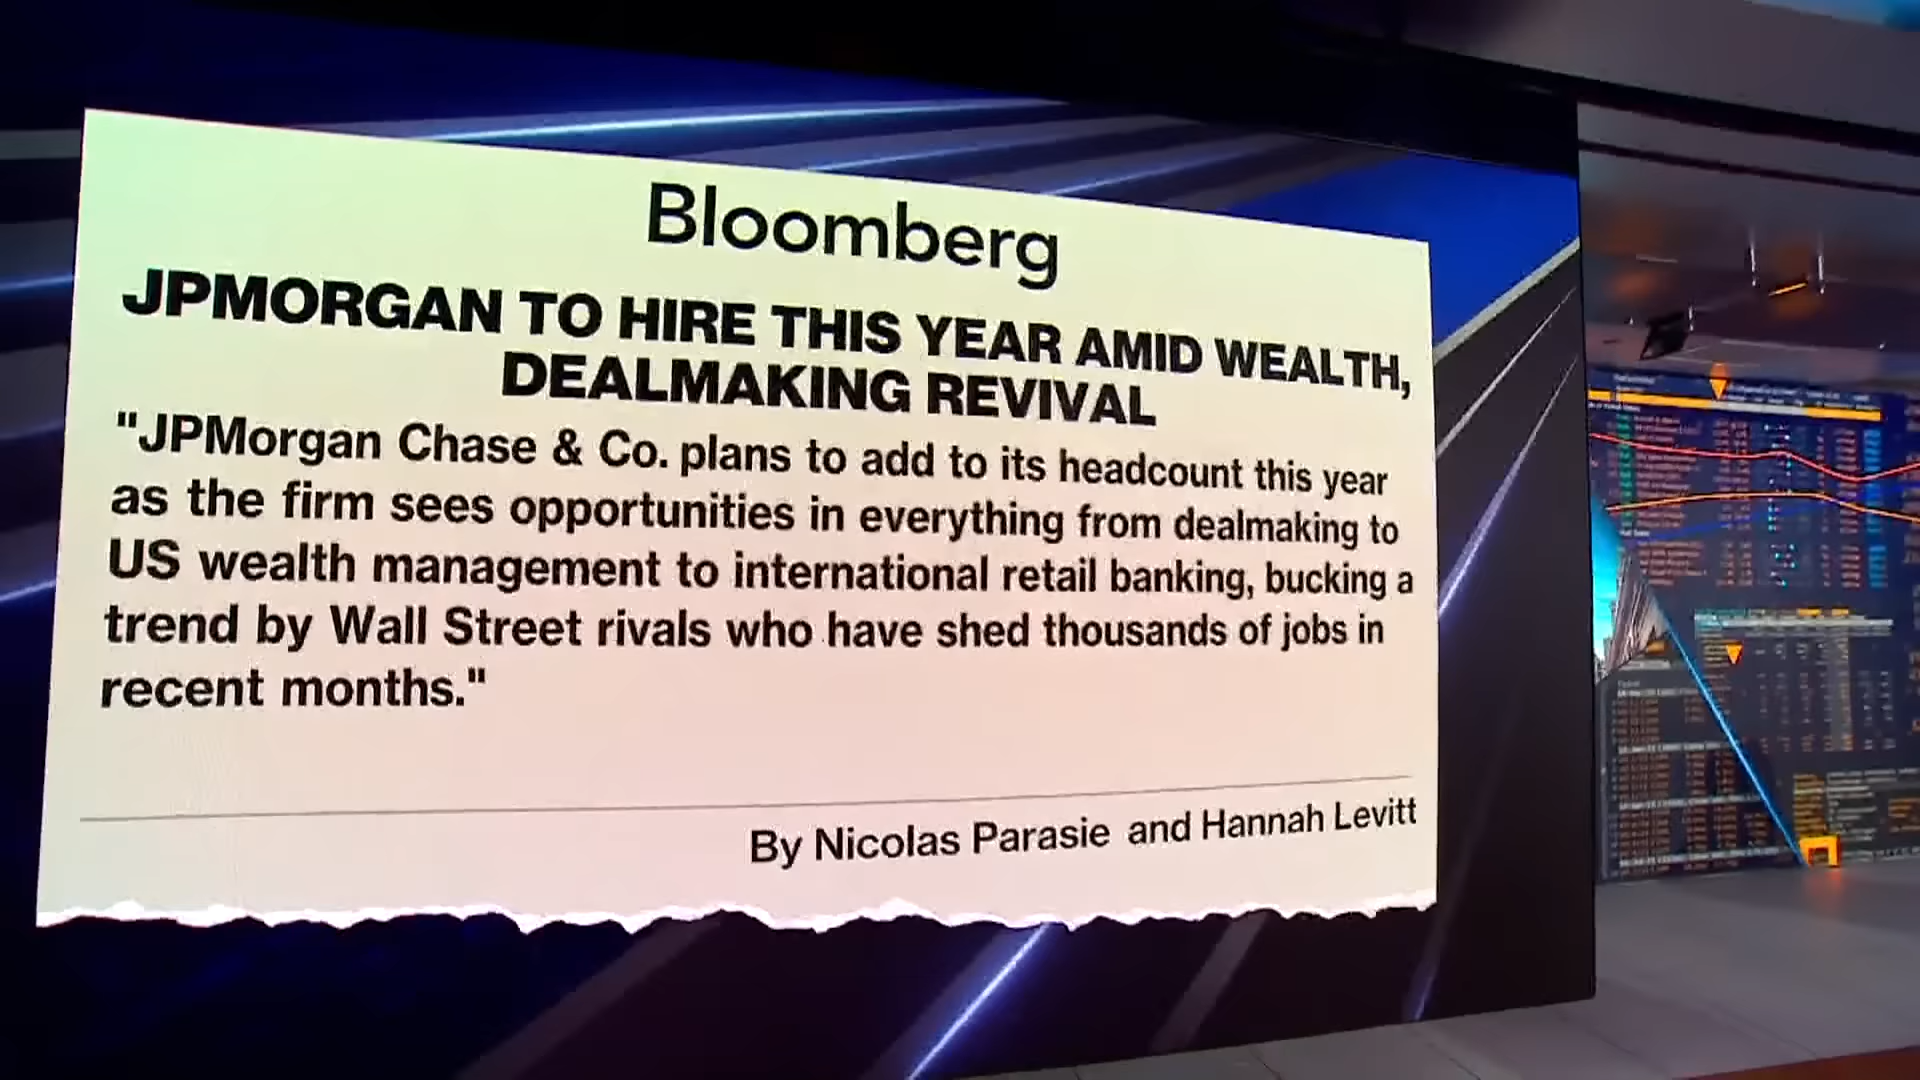 Bloomberg
JPMORGAN TO HIRE THIS YEAR AMID WEALTH,
DEALMAKING REVIVAL
"JPMorgan Chase & Co. plans to add to its headcount this year
as the firm sees opportunities in everything from dealmaking to
US wealth management to international retail banking, bucking a
trend by Wall Street rivals who have shed thousands of jobs in
recent months."
By Nicolas Parasie and Hannah Levitt